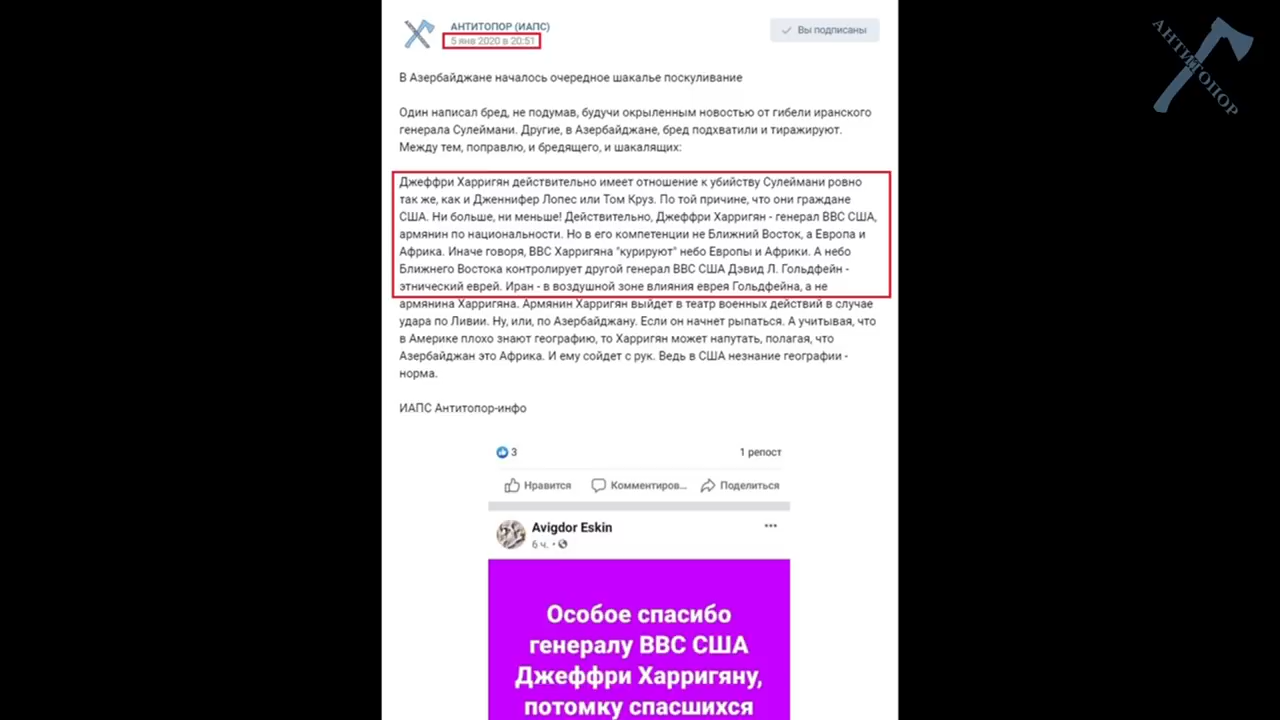 АНТИТОПОР (ИАПС)
5 янв 2020 в 20:51
Вы подписаны
АНТИТОПОР
В Азербайджане началось очередное шакалье поскуливание
Один написал бред, не подумав, будучи окрыленным новостью от гибели иранского
генерала Сулеймани. Другие, в Азербайджане, бред подхватили и тиражируют.
Между тем, поправлю, и бредящего, и шакалящих:
Джеффри Харригян действительно имеет отношение к убийству Сулеймани ровно
так же, как и Дженнифер Лопес или Том Круз. По той причине, что они граждане
США. Ни больше, ни меньше! Действительно, Джеффри Харригян - генерал ВВС США,
армянин по национальности. Но в его компетенции не Ближний Восток, а Европа и
Африка. Иначе говоря, ВВС Харригяна "курируют" небо Европы и Африки. А небо
Ближнего Востока контролирует другой генерал ВВС США Дэвид Л. Гольдфейн -
этнический еврей. Иран - в воздушной зоне влияния еврея Гольдфейна, а не
армянина Харригяна. Армянин Харригян выйдет в театр военных действий в случае
удара по Ливии. Ну, или, по Азербайджану. Если он начнет рыпаться. А учитывая, что
в Америке плохо знают географию, то Харригян может напутать, полагая, что
Азербайджан это Африка. И ему сойдет с рук. Ведь в США незнание географии -
норма.
ИАПС Антитопор-инфо
3
1 репост
Нравится
Комментиров...
Поделиться
Avigdor Eskin
6 ч.
Особое спасибо
генералу ВВС США
Джеффри Харригяну,
потомку спасшихся